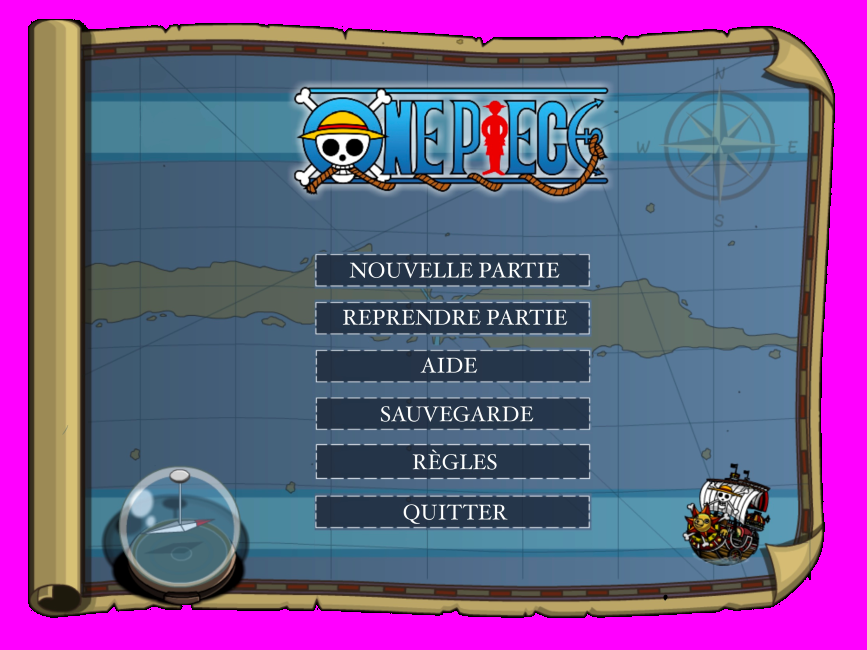 ONE PIECE
N
W E
S
NOUVELLE PARTIE
REPRENDRE PARTIE
AIDE
SAUVEGARDE
RÈGLES
QUITTER